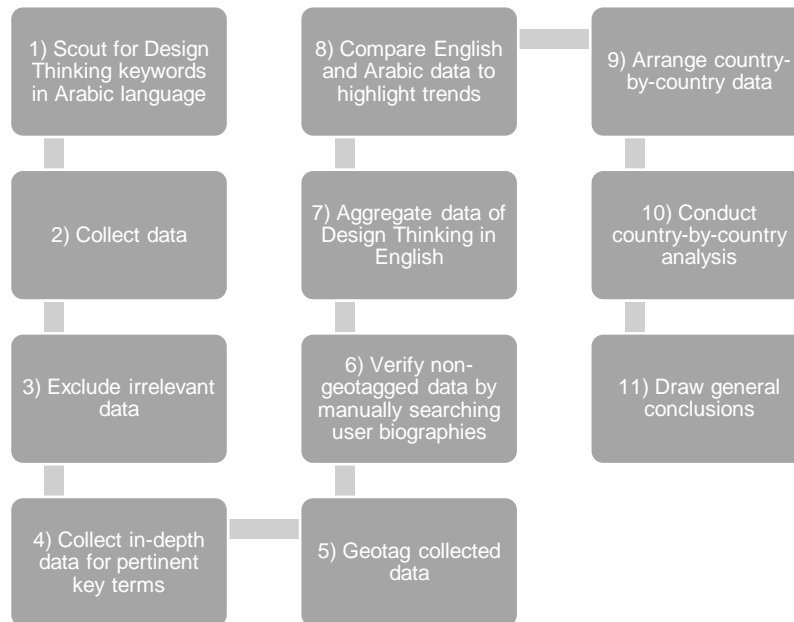 1) Scout for Design
Thinking keywords
in Arabic language
2) Collect data
3) Exclude irrelevant
data
4) Collect in-depth
data for pertinent
key terms
5) Geotag collected
data
6) Verify non-
geotagged data by
manually searching
user biographies
7) Aggregate data of
Design Thinking in
English
8) Compare English
and Arabic data to
highlight trends
9) Arrange country-
by-country data
10) Conduct
country-by-country
analysis
11) Draw general
conclusions